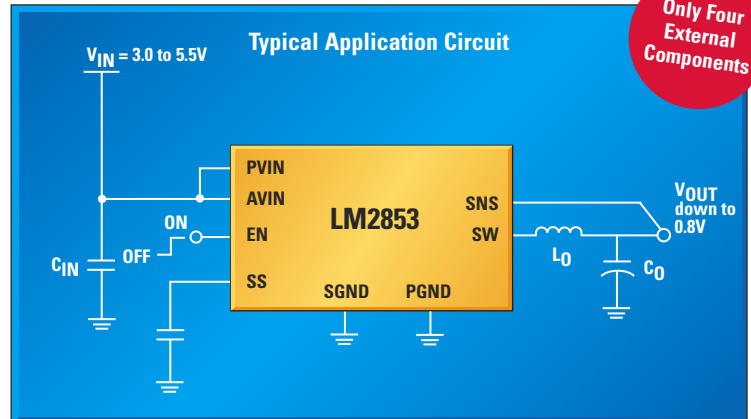 Only Four
External
Components
Typical Application Circuit
VIN = 3.0 to 5.5V
PVIN
AVIN
EN
SS
LM2853
SNS
SW
SGND
PGND
ON
OFF
CIN
LO
CO
VOUT
down to
0.8V